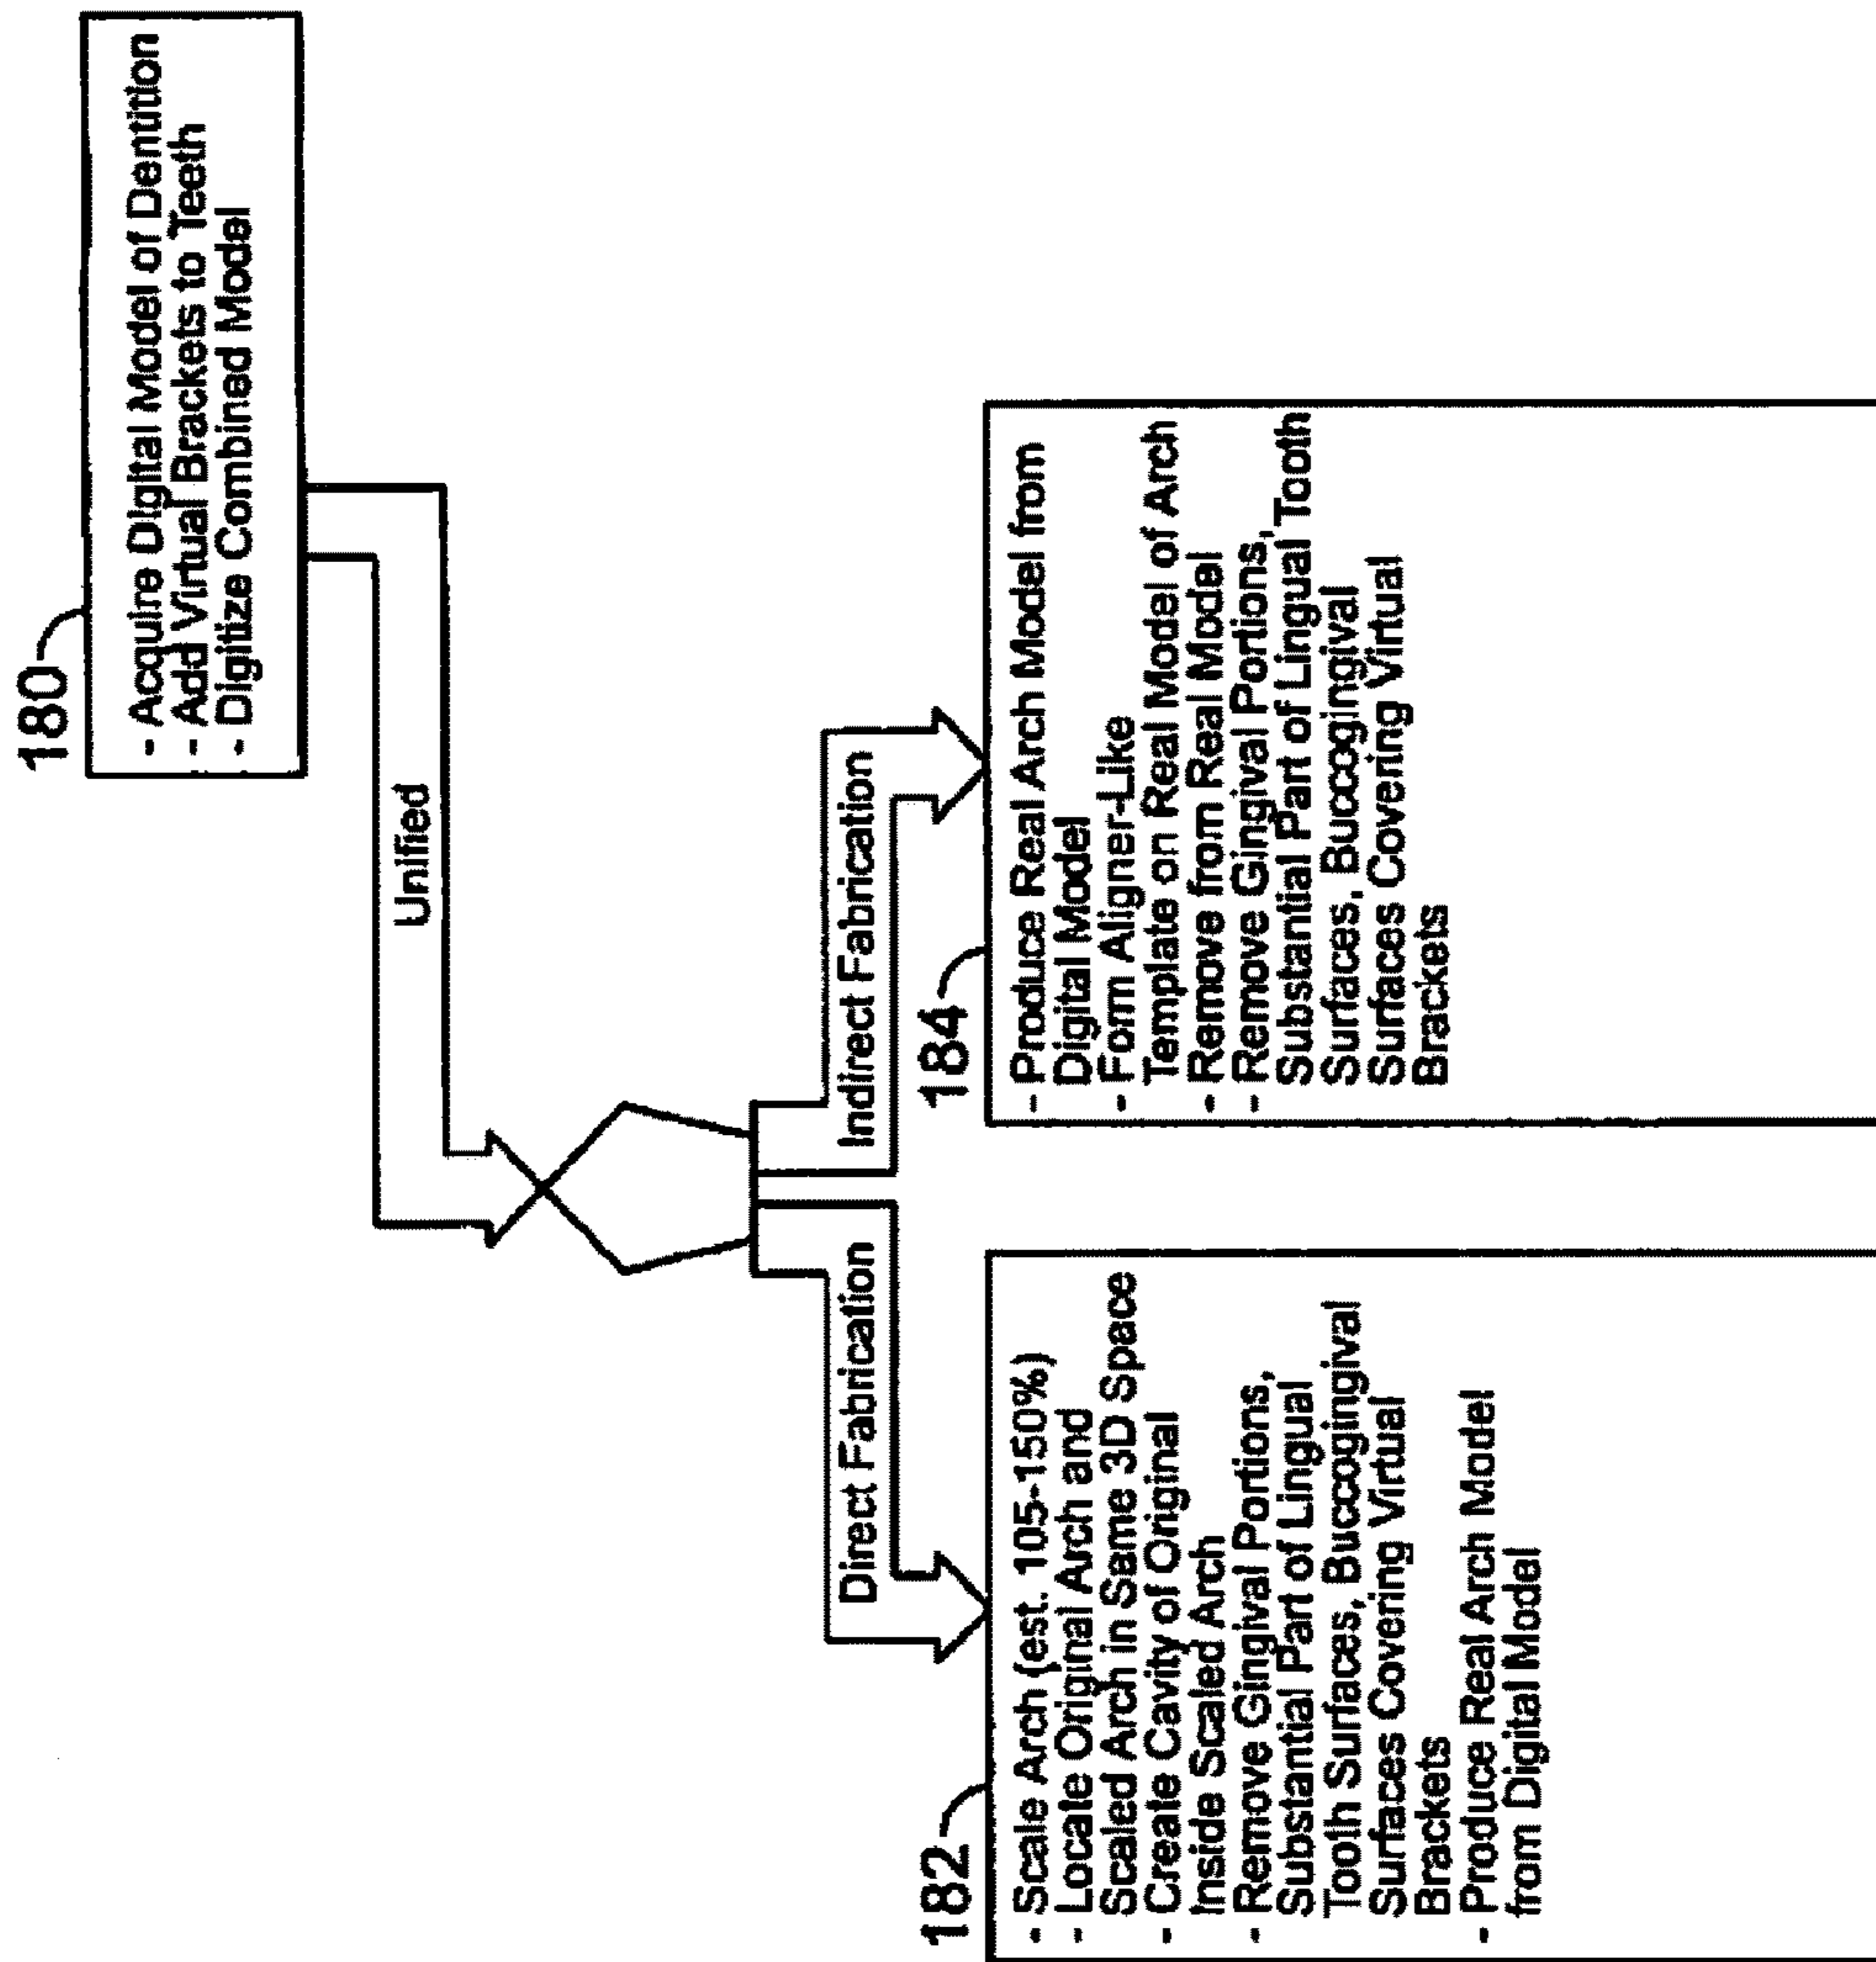 180
- Acquire Digital Model of Dentition
- Add Virtual Brackets to Teeth
- Digitize Combined Model
Unified
Direct Fabrication
Indirect Fabrication
182
- Scale Arch (est. 105-150%)
- Locate Original Arch and
Scaled Arch in Same 3D Space
- Create Cavity of Original
Inside Scaled Arch
- Remove Gingival Portions,
Substantial Part of Lingual
Tooth Surfaces, Buccogingival
Surfaces Covering Virtual
Brackets
- Produce Real Arch Model
from Digital Model
184
- Produce Real Arch Model from
Digital Model
- Form Aligner-Like
Template on Real Model of Arch
- Remove from Real Model
- Remove Gingival Portions,
Substantial Part of Lingual Tooth
Surfaces, Buccogingival
Surfaces Covering Virtual
Brackets